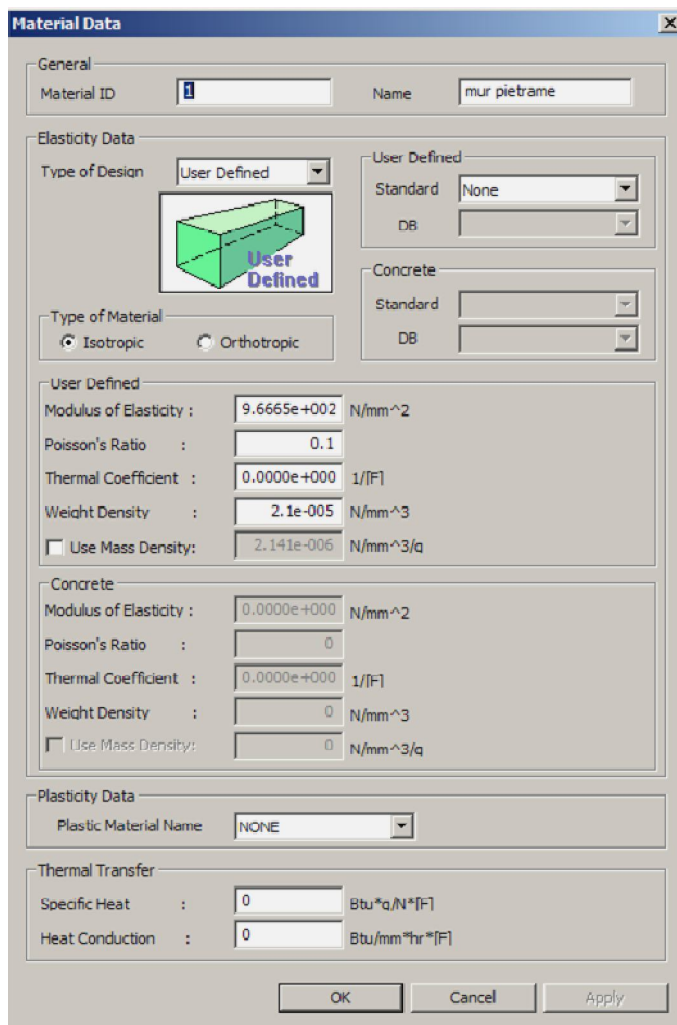 Material Data
General
Material ID 1 Name mur pietrame
Elasticity Data
Type of Design User Defined
User Defined
Standard None
DB
User Defined
Concrete
Standard
DB
Type of Material
Isotropic Orthotropic
User Defined
Modulus of Elasticity : 9.6665e+002 N/mm^2
Poisson's Ratio : 0.1
Thermal Coefficient : 0.0000e+000 1/[F]
Weight Density : 2.1e-005 N/mm^3
Use Mass Density: 2.141e-006 N/mm^3/g
Concrete
Modulus of Elasticity : 0.0000e+000 N/mm^2
Poisson's Ratio : 0
Thermal Coefficient : 0.0000e+000 1/[F]
Weight Density : 0 N/mm^3
Use Mass Density: 0 N/mm^3/g
Plasticity Data
Plastic Material Name NONE
Thermal Transfer
Specific Heat : 0 Btu*g/N*[F]
Heat Conduction : 0 Btu/mm*hr*[F]
OK Cancel Apply